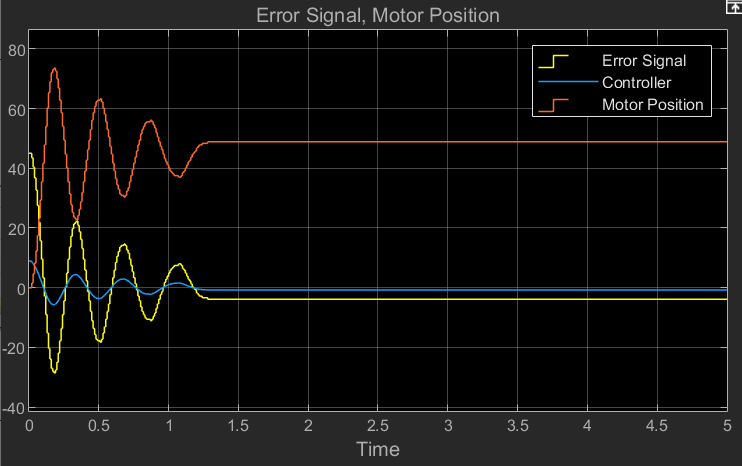 Error Signal, Motor Position
80
60
40
20
0
-20
-40
Error Signal
Controller
Motor Position
0 0.5 1 1.5 2 2.5 3 3.5 4 4.5 5
Time